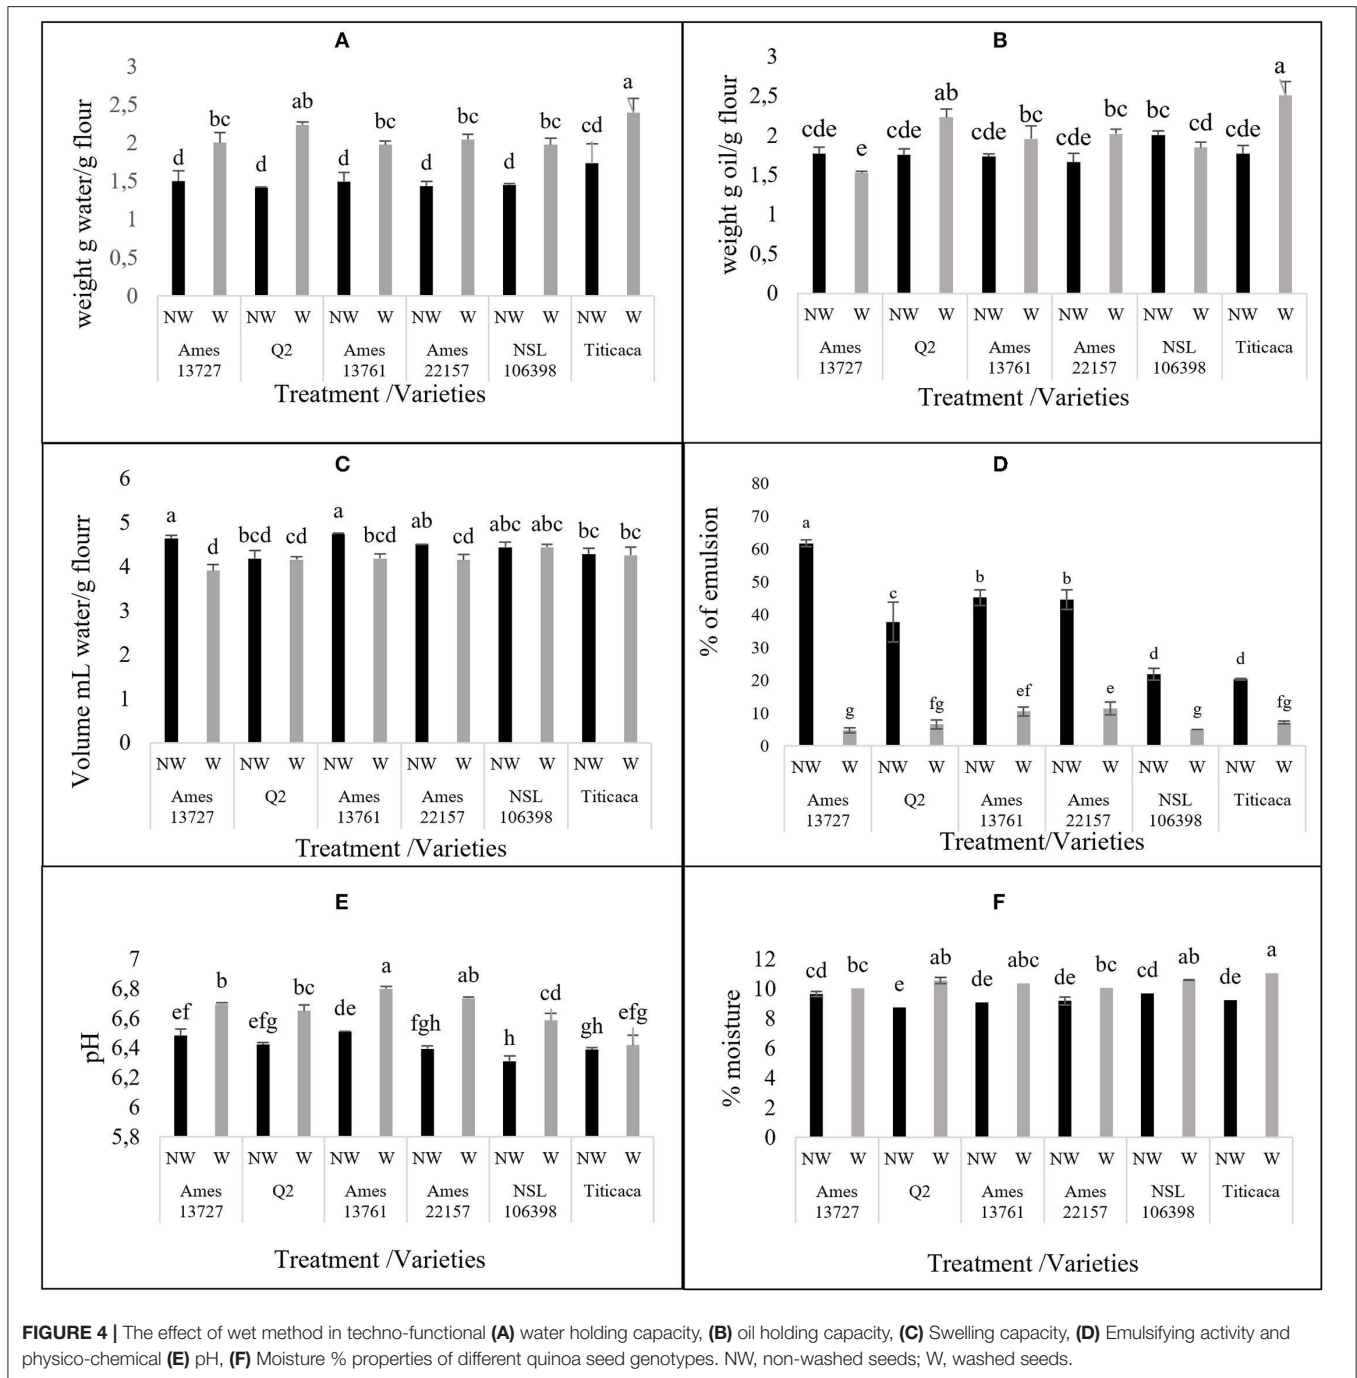 A
weight g water/g flour
3
2,5
2
1,5
1
0,5
0
d bc d ab d bc d bc d bc cd a
NW W NW W NW W NW W NW W NW W
Ames Q2 Ames Ames NSL Titicaca
13727 13761 22157 106398
Treatment /Varieties
B
weight g oil/g flour
3
2,5
2
1,5
1
0,5
0
cde e cde ab cde bc cde bc bc cd cde a
NW W NW W NW W NW W NW W NW W
Ames Q2 Ames Ames NSL Titicaca
13727 13761 22157 106398
Treatment /Varieties
C
Volume mL water/g flourr
6
5
4
3
2
1
0
a d bcd cd a bcd ab cd abc abc bc bc
NW W NW W NW W NW W NW W NW W
Ames Q2 Ames Ames NSL Titicaca
13727 13761 22157 106398
Treatment /Varieties
D
% of emulsion
80
70
60
50
40
30
20
10
0
a g c fg b ef b e d g d fg
NW W NW W NW W NW W NW W NW W
Ames Q2 Ames Ames NSL Titicaca
13727 13761 22157 106398
Treatment/Varieties
E
pH
7
6,8
6,6
6,4
6,2
6
5,8
ef b efg bc de a fgh ab h cd gh efg
NW W NW W NW W NW W NW W NW W
Ames Q2 Ames Ames NSL Titicaca
13727 13761 22157 106398
Treatment /Varieties
F
% moisture
12
10
8
6
4
2
0
cd bc e ab de abc de bc cd ab de a
NW W NW W NW W NW W NW W NW W
Ames Q2 Ames Ames NSL Titicaca
13727 13761 22157 106398
Treatment /Varieties
FIGURE 4 | The effect of wet method in techno-functional (A) water holding capacity, (B) oil holding capacity, (C) Swelling capacity, (D) Emulsifying activity and
physico-chemical (E) pH, (F) Moisture % properties of different quinoa seed genotypes. NW, non-washed seeds; W, washed seeds.